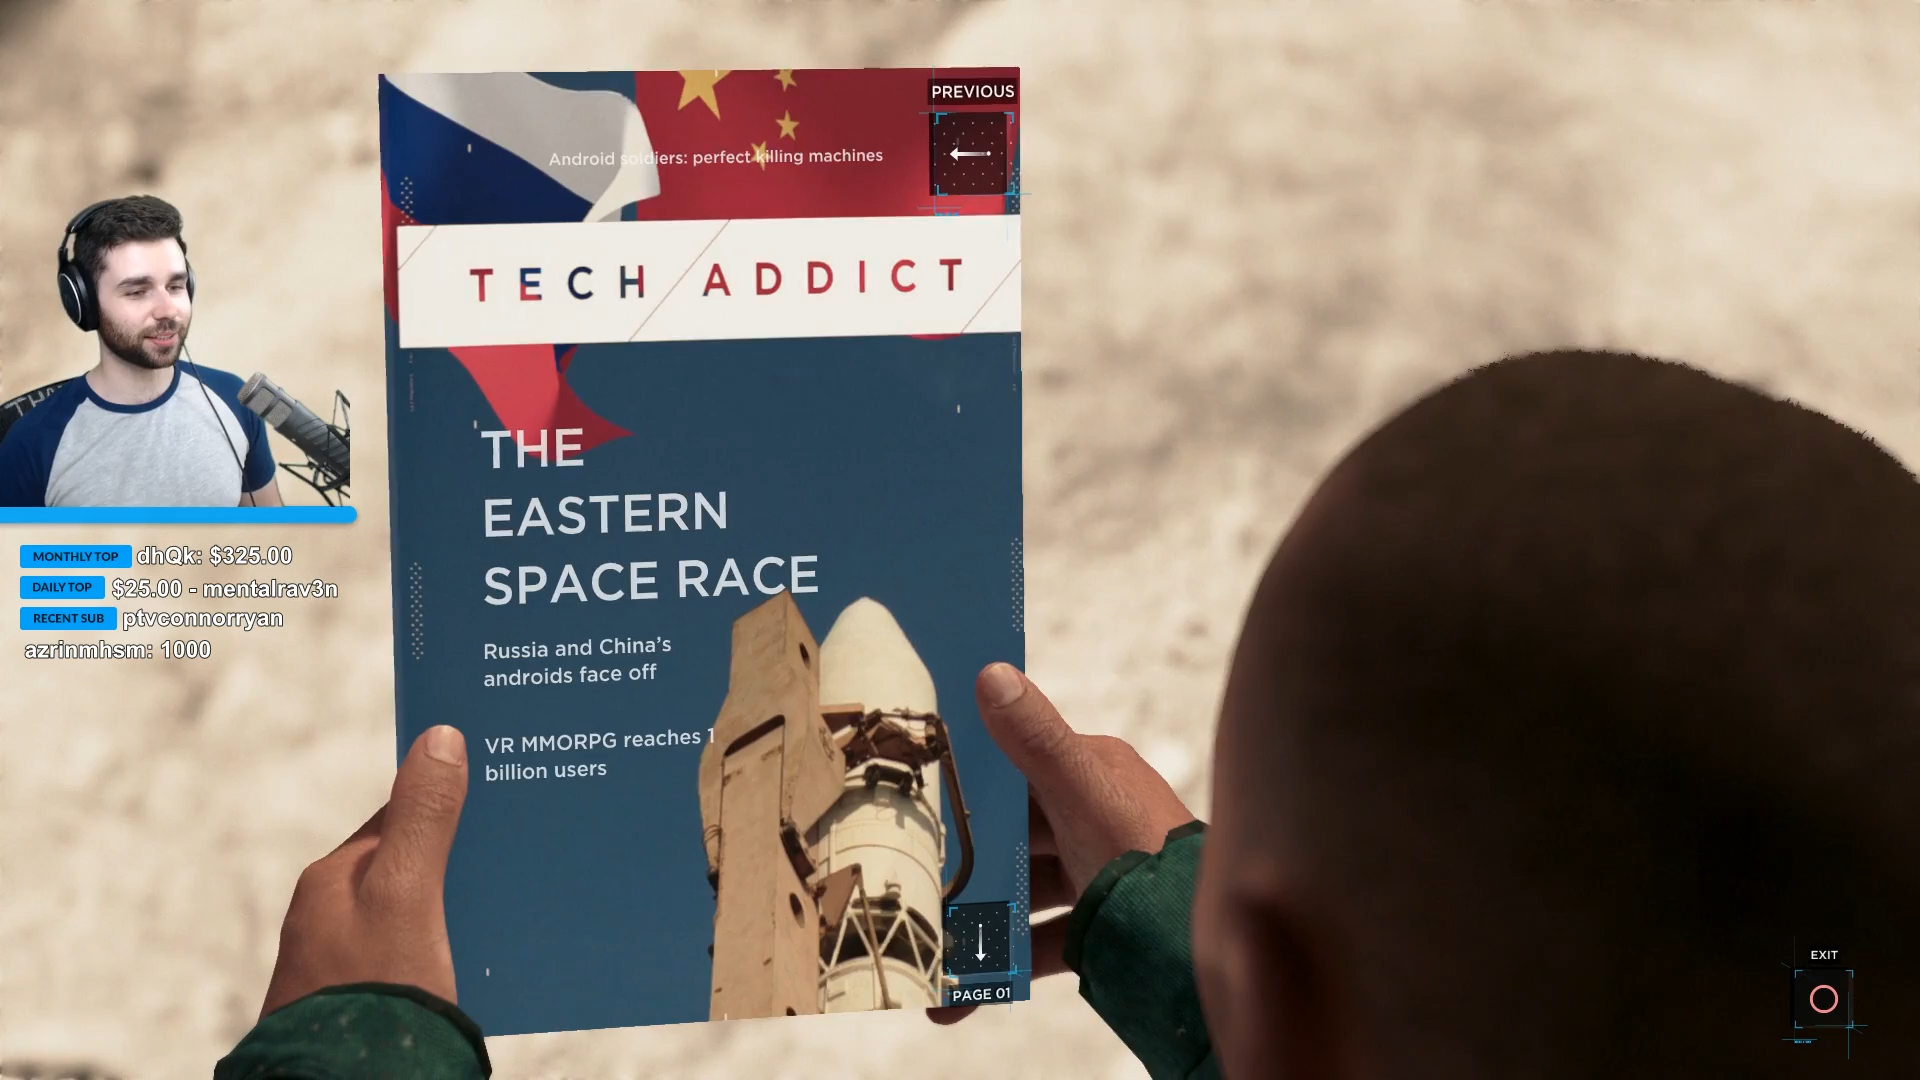 PREVIOUS
Android soldiers: perfect killing machines
TECH ADDICT
THE
EASTERN
SPACE RACE
Russia and China's
androids face off
VR MMORPG reaches 1
billion users
PAGE 01
MONTHLY TOP dhQk: $325.00
DAILY TOP $25.00 - mentalrav3n
RECENT SUB ptvconnorryan
azrinmhsm: 1000
EXIT